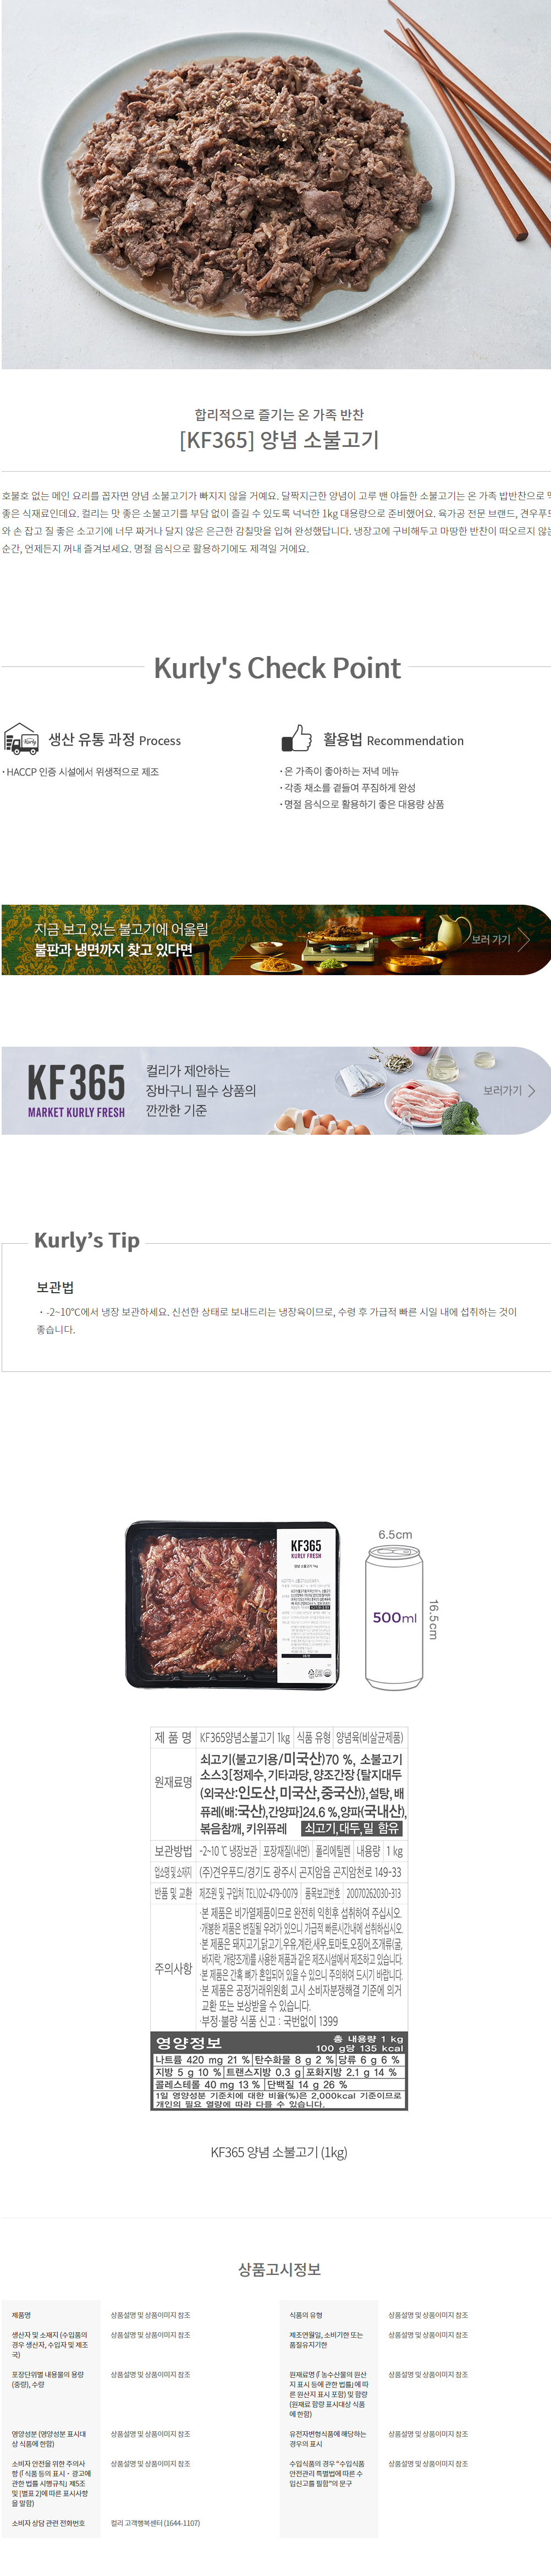 합리적으로 즐기는 온 가족 반찬
[KF365] 양념 소불고기
호불호 없는 메인 요리를 꼽자면 양념 소불고기가 빠지지 않을 거예요. 달짝지근한 양념이 고루 밴 야들한 소불고기는 온 가족 밥반찬으로
좋은 식재료인데요. 컬리는 맛 좋은 소불고기를 부담 없이 즐길 수 있도록 넉넉한 1kg 대용량으로 준비했어요. 육가공 전문 브랜드, 견우푸드
와 손 잡고 질 좋은 소고기에 너무 짜거나 달지 않은 은근한 감칠맛을 입혀 완성했답니다. 냉장고에 구비해두고 마땅한 반찬이 떠오르지 않는
순간, 언제든지 꺼내 즐겨보세요. 명절 음식으로 활용하기에도 제격일 거예요.
Kurly's Check Point
생산 유통 과정 Process
· HACCP 인증 시설에서 위생적으로 제조
Kurly
활용법 Recommendation
· 온 가족이 좋아하는 저녁 메뉴
· 각종 채소를 곁들여 푸짐하게 완성
· 명절 음식으로 활용하기 좋은 대용량 상품
지금 보고 있는 불고기에 어울릴
불판과 냉면까지 찾고 있다면
보러 가기
KF365
MARKET KURLY FRESH
컬리가 제안하는
장바구니 필수 상품의
깐깐한 기준
보러가기
Kurly’s Tip
보관법
· -2~10℃에서 냉장 보관하세요. 신선한 상태로 보내드리는 냉장육이므로, 수령 후 가급적 빠른 시일 내에 섭취하는 것이
좋습니다.
KF365
KURLY FRESH
양념 소불고기 1kg
6.5cm
500ml
16.5cm
제 품 명 KF365양념소불고기 1kg 식품 유형 양념육(비살균제품)
원재료명
쇠고기(불고기용/미국산)70 %, 소불고기
소스3[정제수, 기타과당, 양조간장{탈지대두
(외국산:인도산, 미국산, 중국산)}, 설탕, 배
퓨레(배:국산), 간양파]24.6 %, 양파(국내산),
볶음참깨, 키위퓨레 쇠고기, 대두, 밀 함유
보관방법 -2~10 ℃ 냉장보관 포장재질(내면) 폴리에틸렌 내용량 1 kg
업소명 및 소재지 (주)견우푸드/경기도 광주시 곤지암읍 곤지암천로 149-33
반품 및 교환 제조원 및 구입처 TEL)02-479-0079 품목보고번호 20070262030-313
주의사항
·본 제품은 비가열제품이므로 완전히 익힌후 섭취하여 주십시오.
·개봉한 제품은 변질될 우려가 있으니 가급적 빠른시간내에 섭취하십시오.
·본 제품은 돼지고기,닭고기,우유,계란,새우,토마토,오징어,조개류(굴,
바지락, 개량조개)를 사용한 제품과 같은 제조시설에서 제조하고 있습니다.
·본 제품은 간혹 뼈가 혼입되어 있을 수 있으니 주의하여 드시기 바랍니다.
·본 제품은 공정거래위원회 고시 소비자분쟁해결 기준에 의거
교환 또는 보상받을 수 있습니다.
·부정·불량 식품 신고 : 국번없이 1399
영양정보 총 내용량 1 kg
100 g당 135 kcal
나트륨 420 mg 21 % 탄수화물 8 g 2 % 당류 6 g 6 %
지방 5 g 10 % 트랜스지방 0.3 g 포화지방 2.1 g 14 %
콜레스테롤 40 mg 13 % 단백질 14 g 26 %
1일 영양성분 기준치에 대한 비율(%)은 2,000kcal 기준이므로
개인의 필요 열량에 따라 다를 수 있습니다.
KF365 양념 소불고기 (1kg)
상품고시정보
제품명 상품설명 및 상품이미지 참조
식품의 유형 상품설명 및 상품이미지 참조
생산자 및 소재지 (수입품의
경우 생산자, 수입자 및 제조
국)
상품설명 및 상품이미지 참조
제조연월일, 소비기한 또는
품질유지기한
상품설명 및 상품이미지 참조
포장단위별 내용물의 용량
(중량), 수량
상품설명 및 상품이미지 참조
원재료명 (「농수산물의 원산
지 표시 등에 관한 법률」에 따
른 원산지 표시 포함) 및 함량
(원재료 함량 표시대상 식품
에 한함)
상품설명 및 상품이미지 참조
영양성분 (영양성분 표시대
상 식품에 한함)
상품설명 및 상품이미지 참조
유전자변형식품에 해당하는
경우의 표시
상품설명 및 상품이미지 참조
소비자 안전을 위한 주의사
항 (「식품 등의 표시・광고에
관한 법률 시행규칙」 제5조
및 [별표 2]에 따른 표시사항
을 말함)
상품설명 및 상품이미지 참조
수입식품의 경우 “수입식품
안전관리 특별법에 따른 수
입신고를 필함”의 문구
상품설명 및 상품이미지 참조
소비자 상담 관련 전화번호 컬리 고객행복센터 (1644-1107)